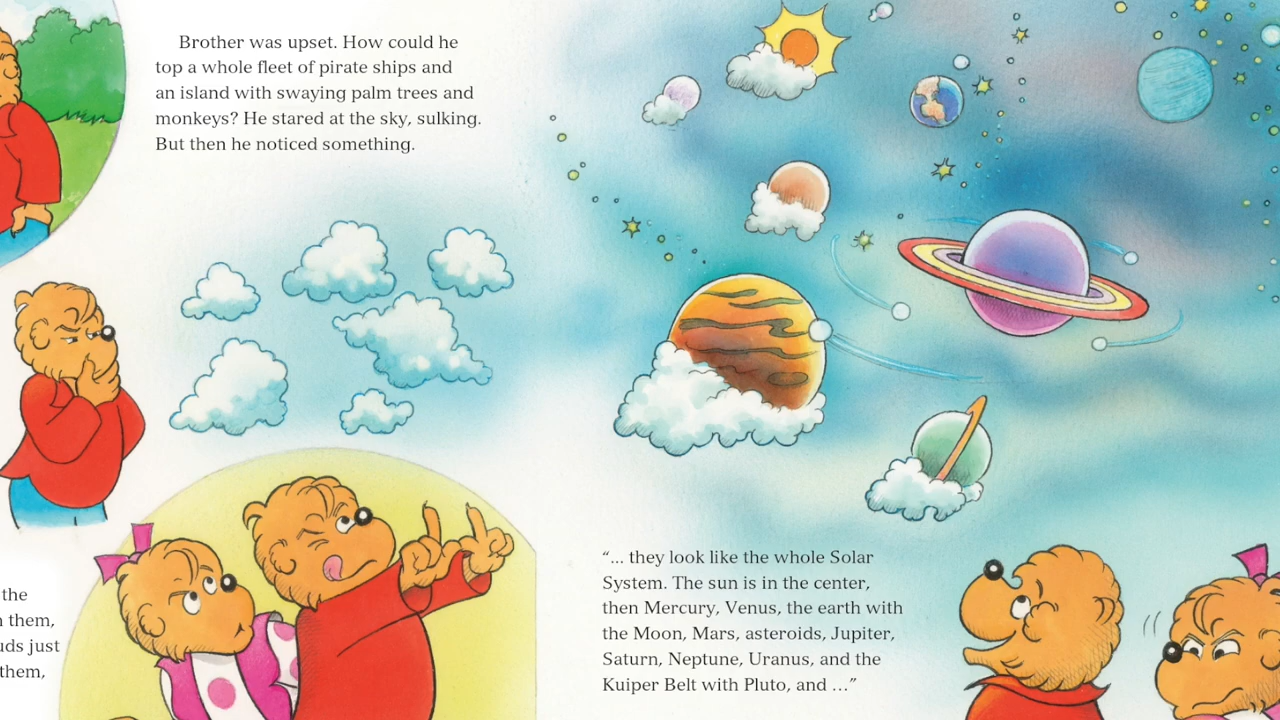 Brother was upset. How could he
top a whole fleet of pirate ships and
an island with swaying palm trees and
monkeys? He stared at the sky, sulking.
But then he noticed something.
the
them,
just
them,
“... they look like the whole Solar
System. The sun is in the center,
then Mercury, Venus, the earth with
the Moon, Mars, asteroids, Jupiter,
Saturn, Neptune, Uranus, and the
Kuiper Belt with Pluto, and ...”